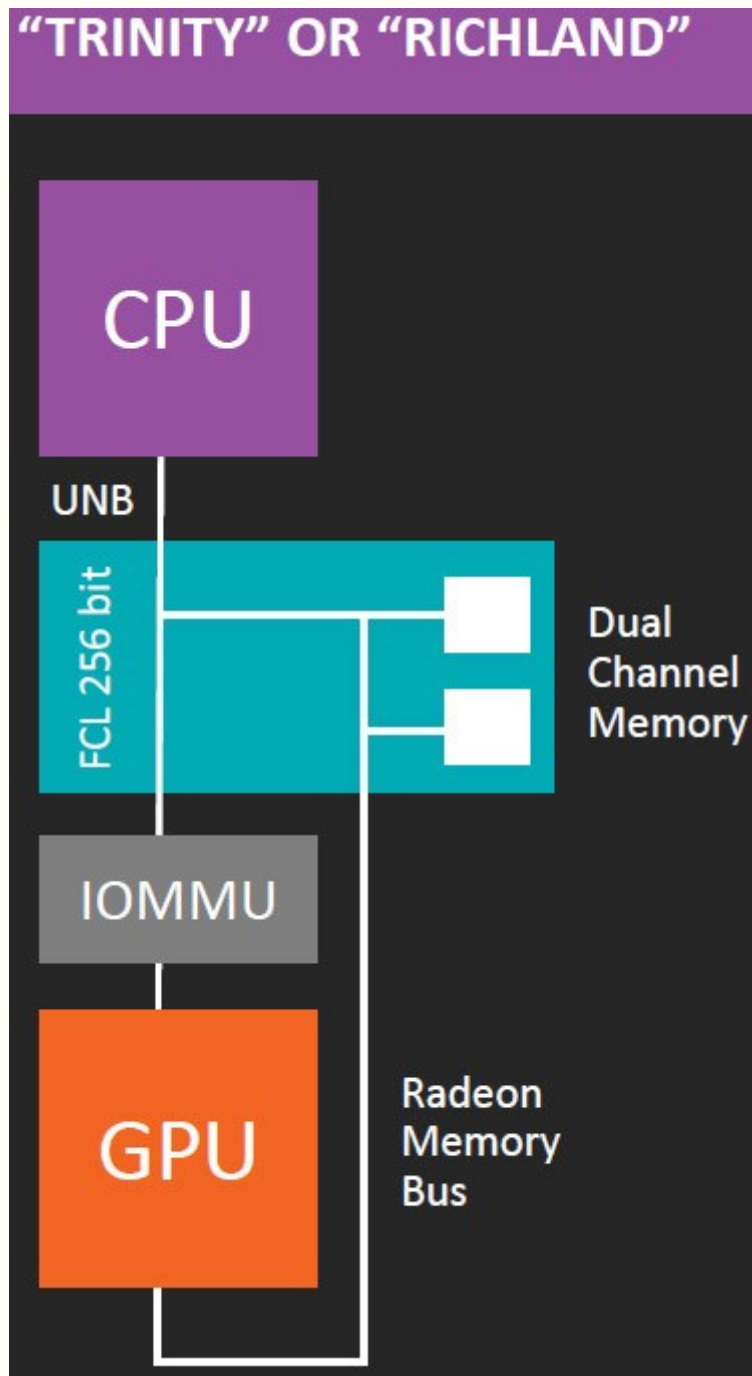 “TRINITY” OR “RICHLAND”
CPU
UNB
FCL 256 bit
Dual
Channel
Memory
IOMMU
GPU
Radeon
Memory
Bus